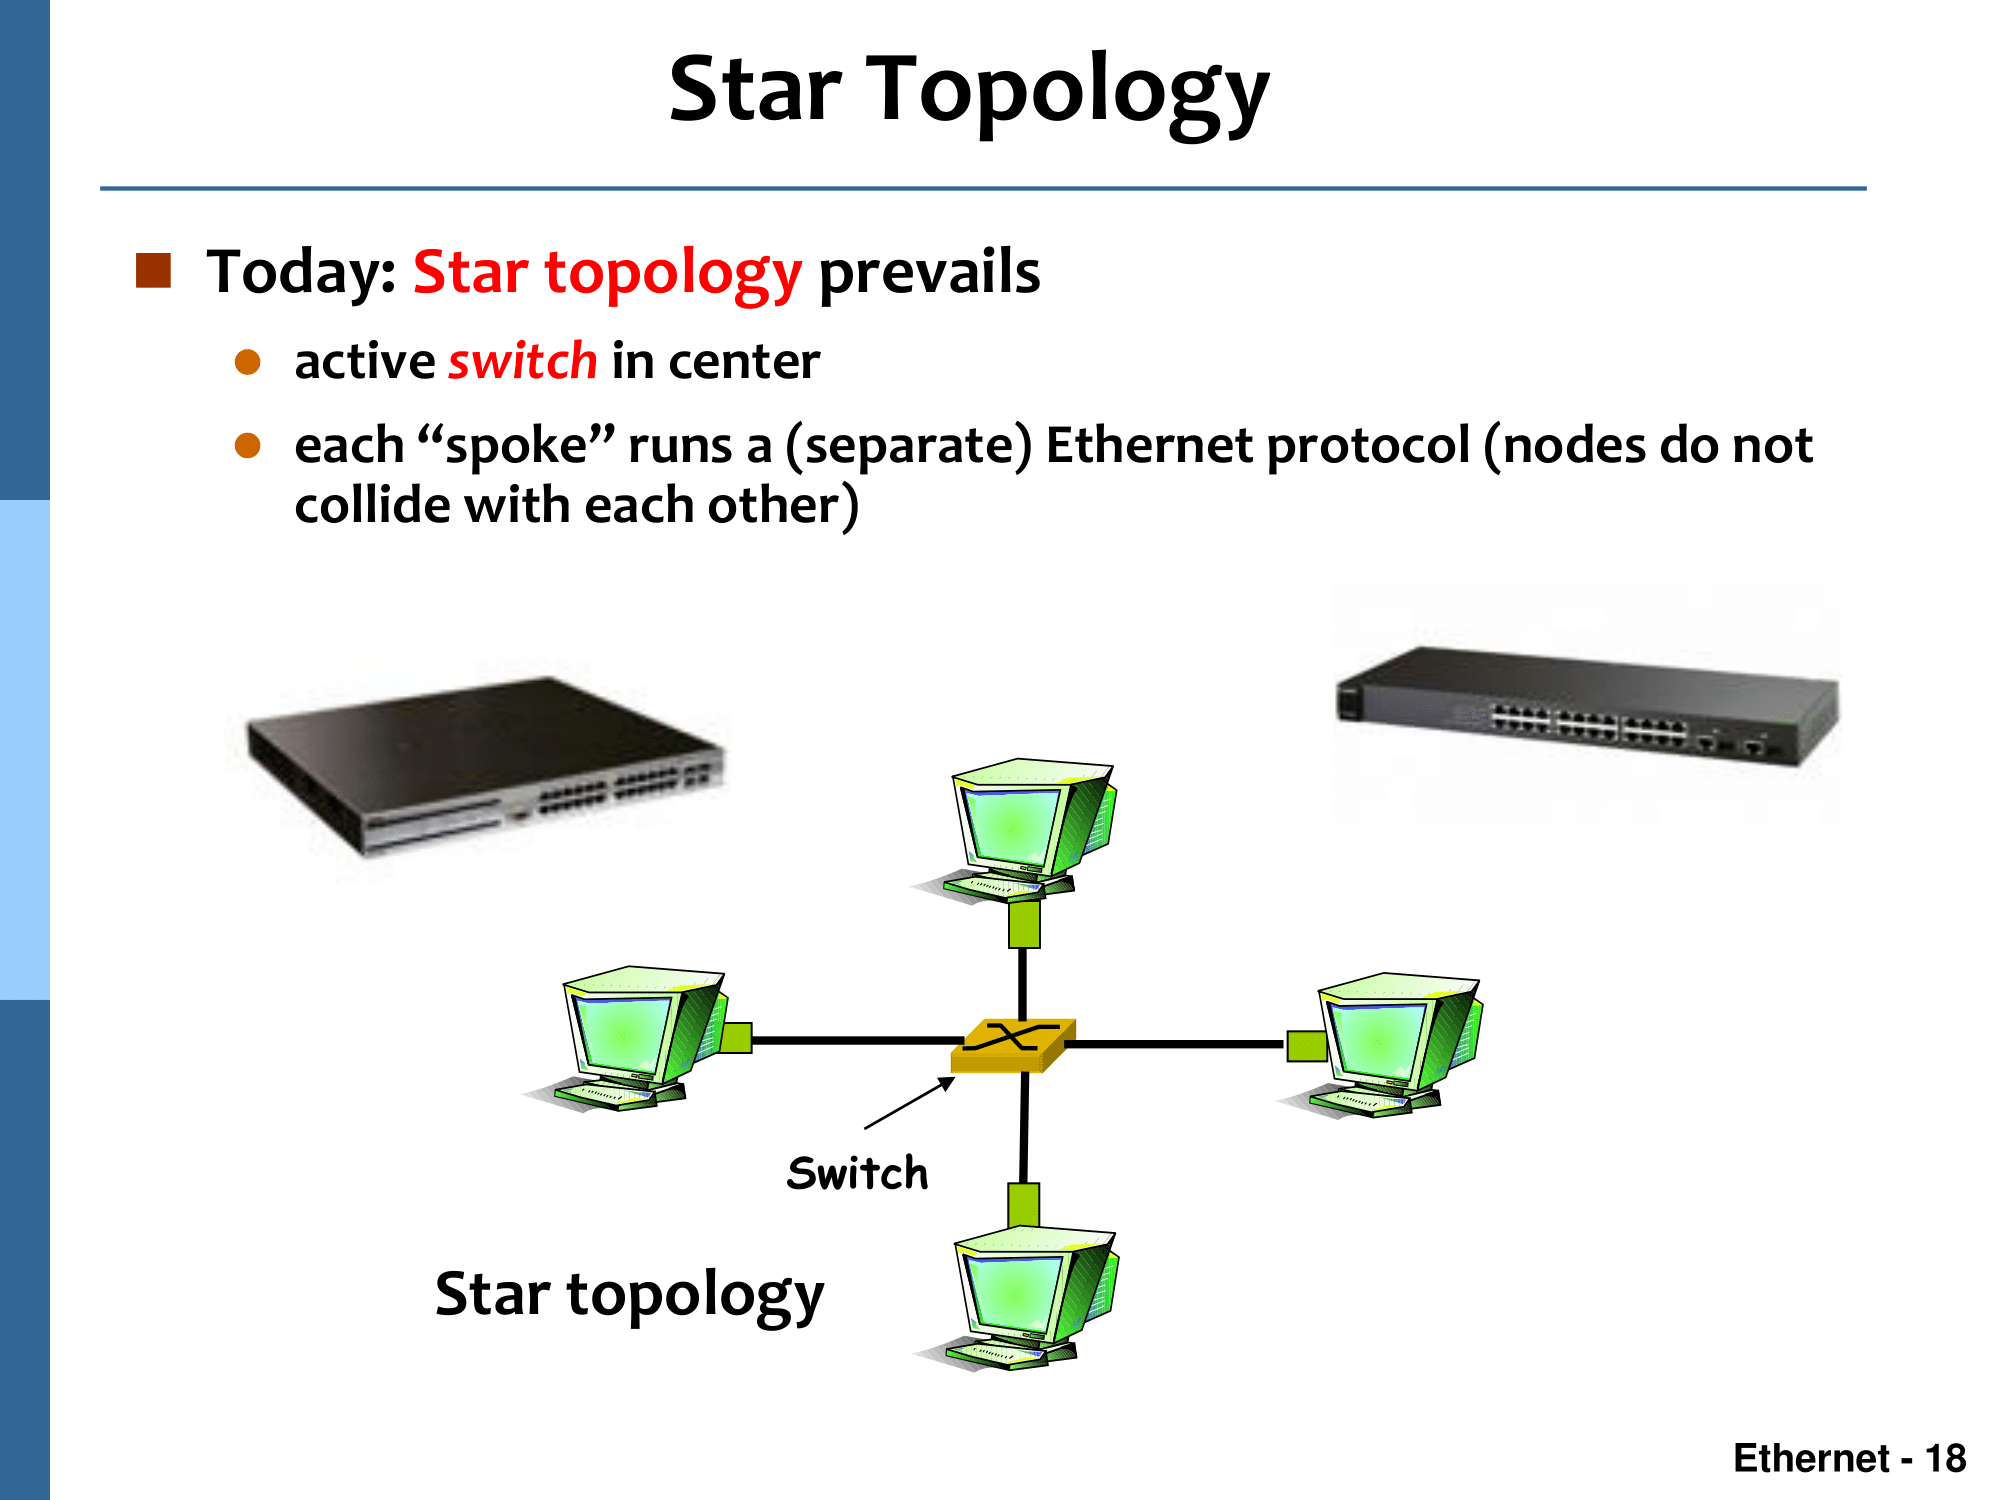 Star Topology
Today: Star topology prevails
active switch in center
each “spoke” runs a (separate) Ethernet protocol (nodes do not
collide with each other)
Switch
Star topology
Ethernet - 18